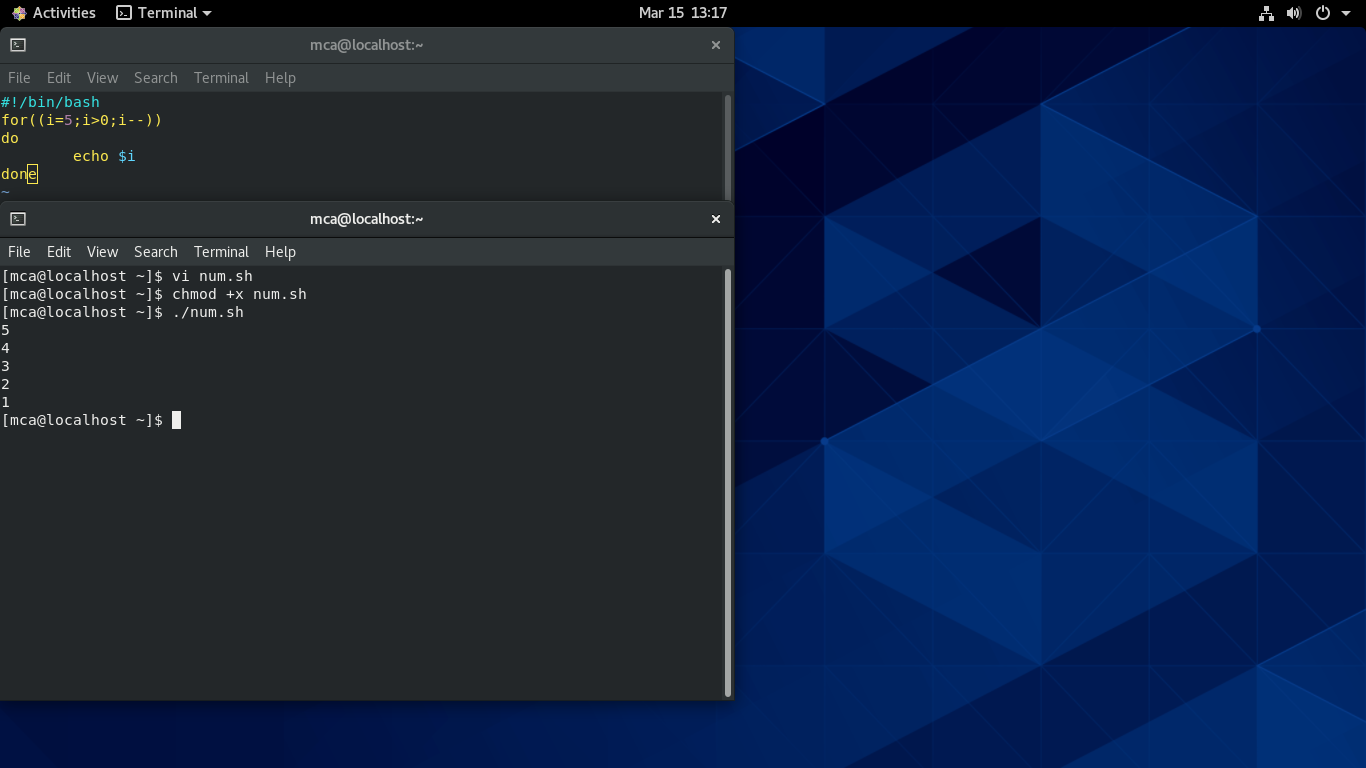 Activities Terminal Mar 15 13:17
mca@localhost:~
File Edit View Search Terminal Help
#!/bin/bash
for((i=5;i>0;i--))
do
        echo $i
done
~
mca@localhost:~
File Edit View Search Terminal Help
[mca@localhost ~]$ vi num.sh
[mca@localhost ~]$ chmod +x num.sh
[mca@localhost ~]$ ./num.sh
5
4
3
2
1
[mca@localhost ~]$